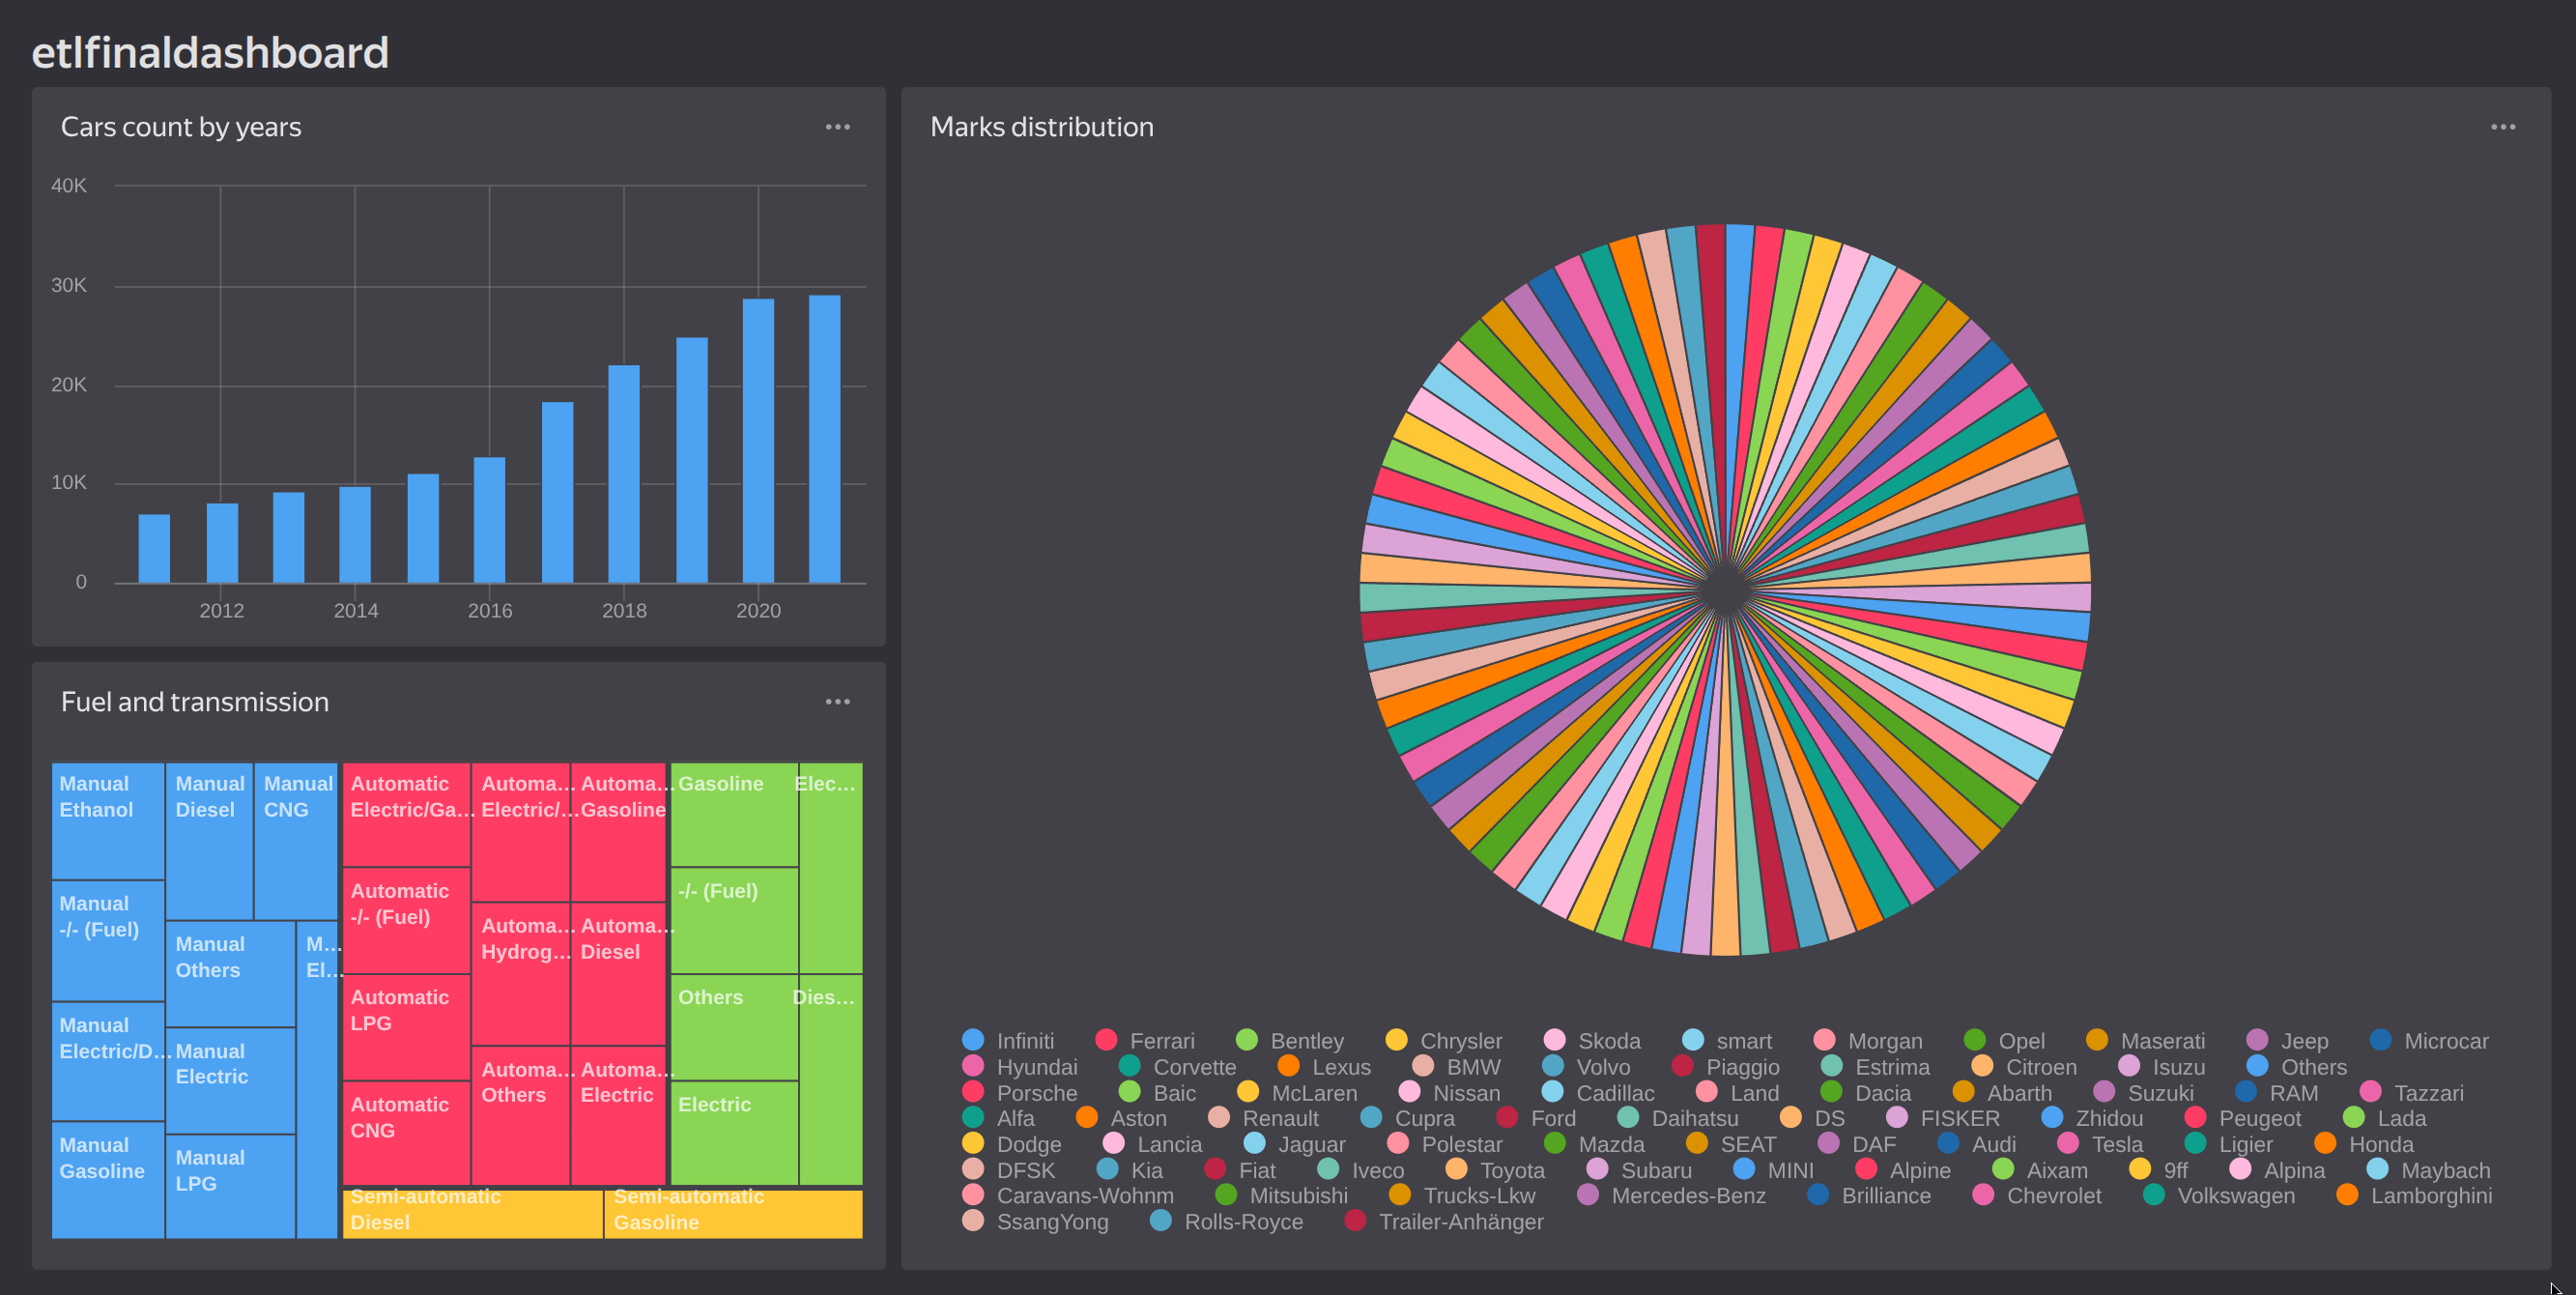 etlfinaldashboard
Cars count by years
40K
30K
20K
10K
0
2012 2014 2016 2018 2020
Fuel and transmission
Manual
Ethanol
Manual
-/- (Fuel)
Manual
Electric/D...
Manual
Gasoline
Manual
Diesel
Manual
CNG
Manual
Others
M...
El...
Manual
Electric
Manual
LPG
Automatic
Electric/Ga...
Automatic
-/- (Fuel)
Automatic
LPG
Automatic
CNG
Automa...
Electric/...
Automa...
Gasoline
Automa...
Hydrog...
Automa...
Diesel
Automa...
Others
Automa...
Electric
Gasoline
Elec...
-/- (Fuel)
Others
Dies...
Electric
Semi-automatic
Diesel
Semi-automatic
Gasoline
Marks distribution
Infiniti Ferrari Bentley Chrysler Skoda smart Morgan Opel Maserati Jeep Microcar
Hyundai Corvette Lexus BMW Volvo Piaggio Estrima Citroen Isuzu Others
Porsche Baic McLaren Nissan Cadillac Land Dacia Abarth Suzuki RAM Tazzari
Alfa Aston Renault Cupra Ford Daihatsu DS FISKER Zhidou Peugeot Lada
Dodge Lancia Jaguar Polestar Mazda SEAT DAF Audi Tesla Ligier Honda
DFSK Kia Fiat Iveco Toyota Subaru MINI Alpine Aixam 9ff Alpina Maybach
Caravans-Wohnm Mitsubishi Trucks-Lkw Mercedes-Benz Brilliance Chevrolet Volkswagen Lamborghini
SsangYong Rolls-Royce Trailer-Anhänger